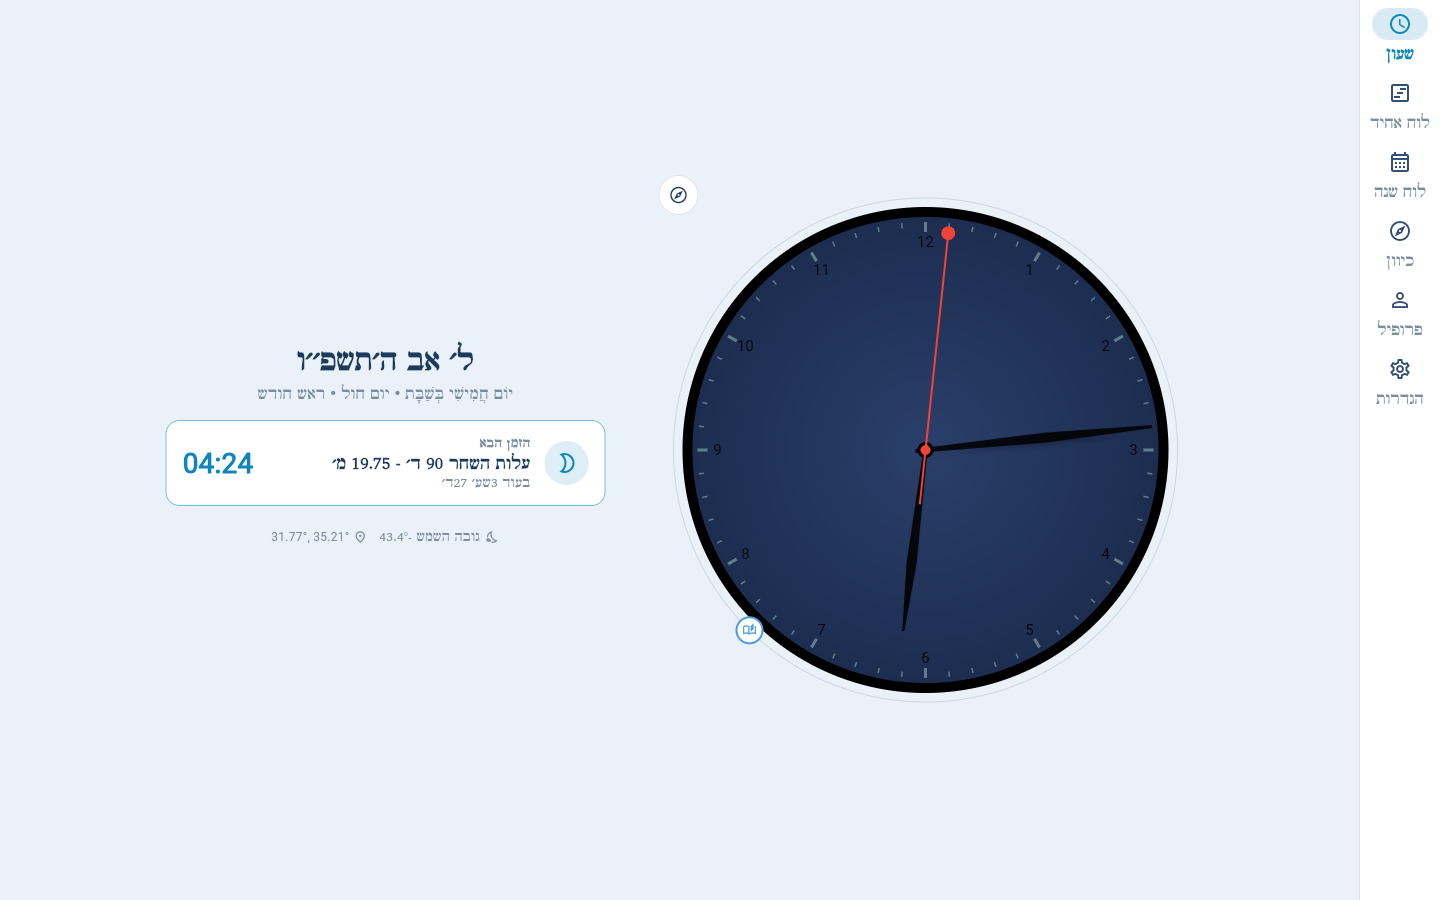 שעון
לוח אחיד
לוח שנה
כיוון
פרופיל
הגדרות
12
1
2
3
4
5
6
7
8
9
10
11
ל׳ אב ה׳תשפ״ו
יוֹם חֲמִישִׁי בְּשַׁבָּת • יום חול • ראש חודש
הזמן הבא
עלות השחר 90 ד׳ - 19.75 מ׳
בעוד 3שע׳ 27ד׳
04:24
גובה השמש -43.4°
31.77°, 35.21°